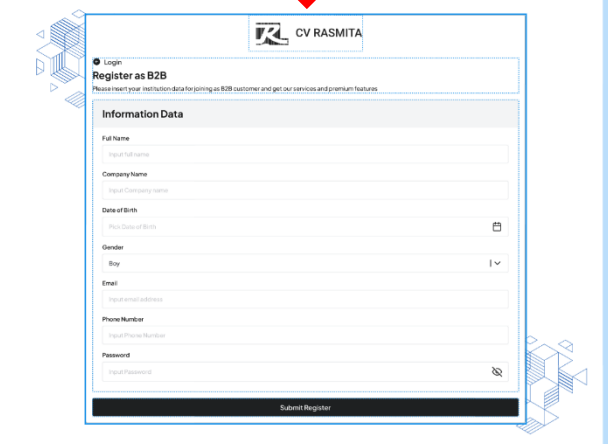 RL
CV RASMITA
Login
Register as B2B
Please insert your institution data for joining as B2B customer and get our services and premium features
Information Data
Full Name
Input full name
Company Name
Input Company name
Date of Birth
Pick Date of Birth
Gender
Boy
Email
Input email address
Phone Number
Input Phone Number
Password
Input Password
Submit Register